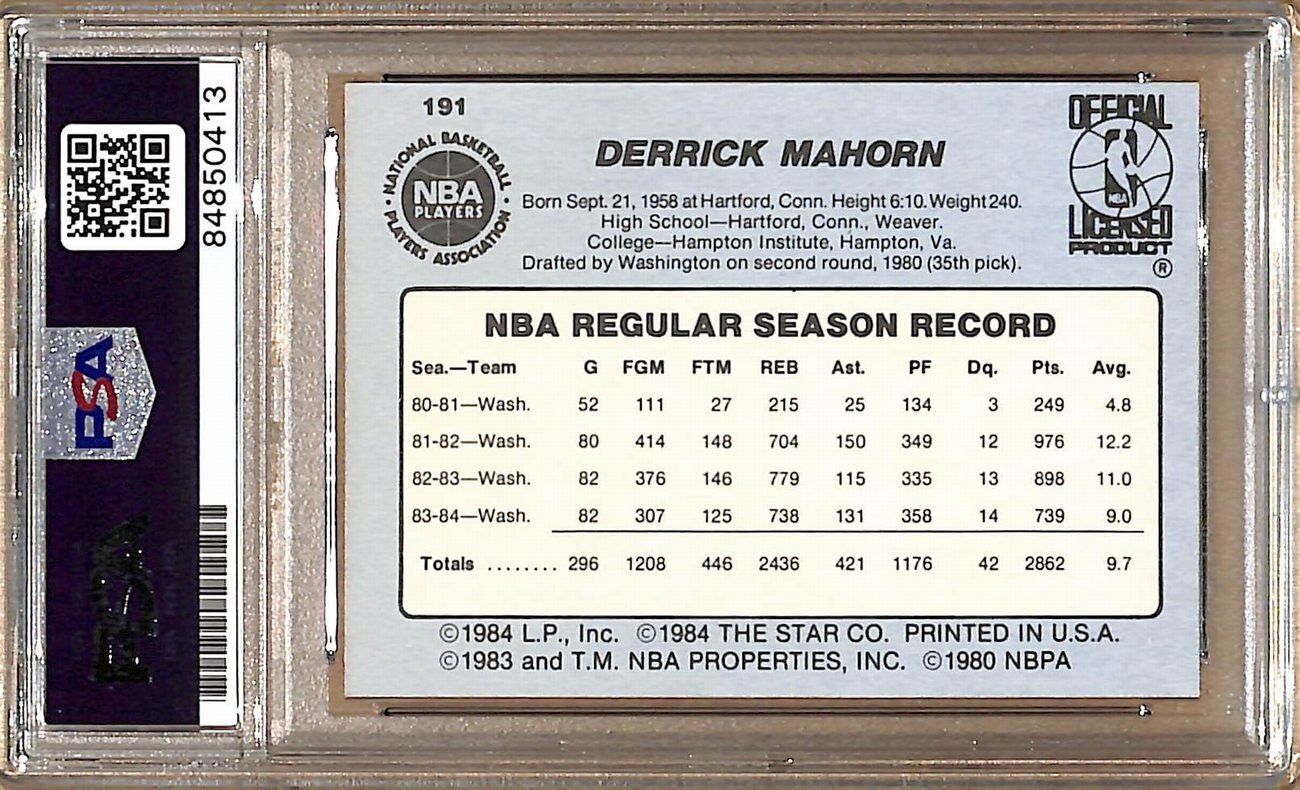 84850413
PSA
191
NATIONAL BASKETBALL
PLAYERS ASSOCIATION
NBA
PLAYERS
DERRICK MAHORN
Born Sept. 21, 1958 at Hartford, Conn. Height 6:10. Weight 240.
High School—Hartford, Conn., Weaver.
College—Hampton Institute, Hampton, Va.
Drafted by Washington on second round, 1980 (35th pick).
OFFICIAL
NBA
LICENSED
PRODUCT
®
NBA REGULAR SEASON RECORD
Sea.—Team G FGM FTM REB Ast. PF Dq. Pts. Avg.
80-81—Wash. 52 111 27 215 25 134 3 249 4.8
81-82—Wash. 80 414 148 704 150 349 12 976 12.2
82-83—Wash. 82 376 146 779 115 335 13 898 11.0
83-84—Wash. 82 307 125 738 131 358 14 739 9.0
Totals ........ 296 1208 446 2436 421 1176 42 2862 9.7
©1984 L.P., Inc. ©1984 THE STAR CO. PRINTED IN U.S.A.
©1983 and T.M. NBA PROPERTIES, INC. ©1980 NBPA